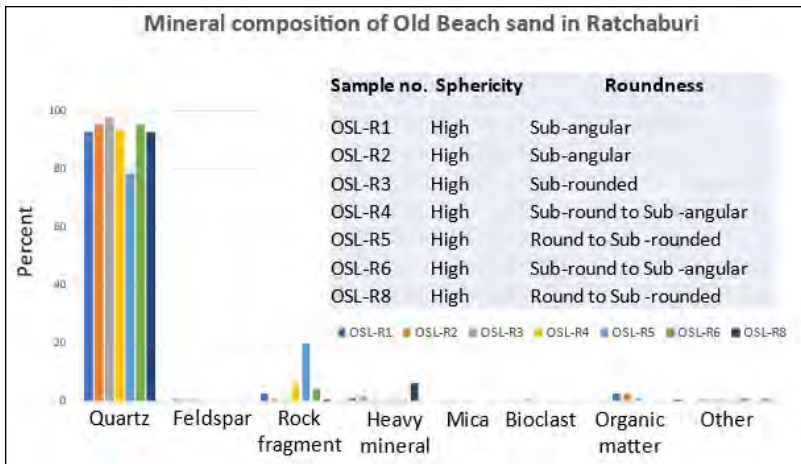 Mineral composition of Old Beach sand in Ratchaburi
Sample no. Sphericity Roundness
OSL-R1 High Sub-angular
OSL-R2 High Sub-angular
OSL-R3 High Sub-rounded
OSL-R4 High Sub-round to Sub -angular
OSL-R5 High Round to Sub -rounded
OSL-R6 High Sub-round to Sub -angular
OSL-R8 High Round to Sub -rounded
OSL-R1 OSL-R2 OSL-R3 OSL-R4 OSL-R5 OSL-R6 OSL-R8
Percent
100
80
60
40
20
0
Quartz Feldspar Rock fragment Heavy mineral Mica Bioclast Organic matter Other